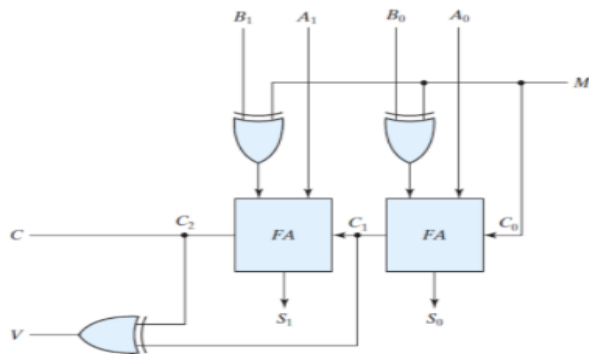 B₁ A₁ B₀ A₀
M
C C₂ FA C₁ FA C₀
S₁ S₀
V